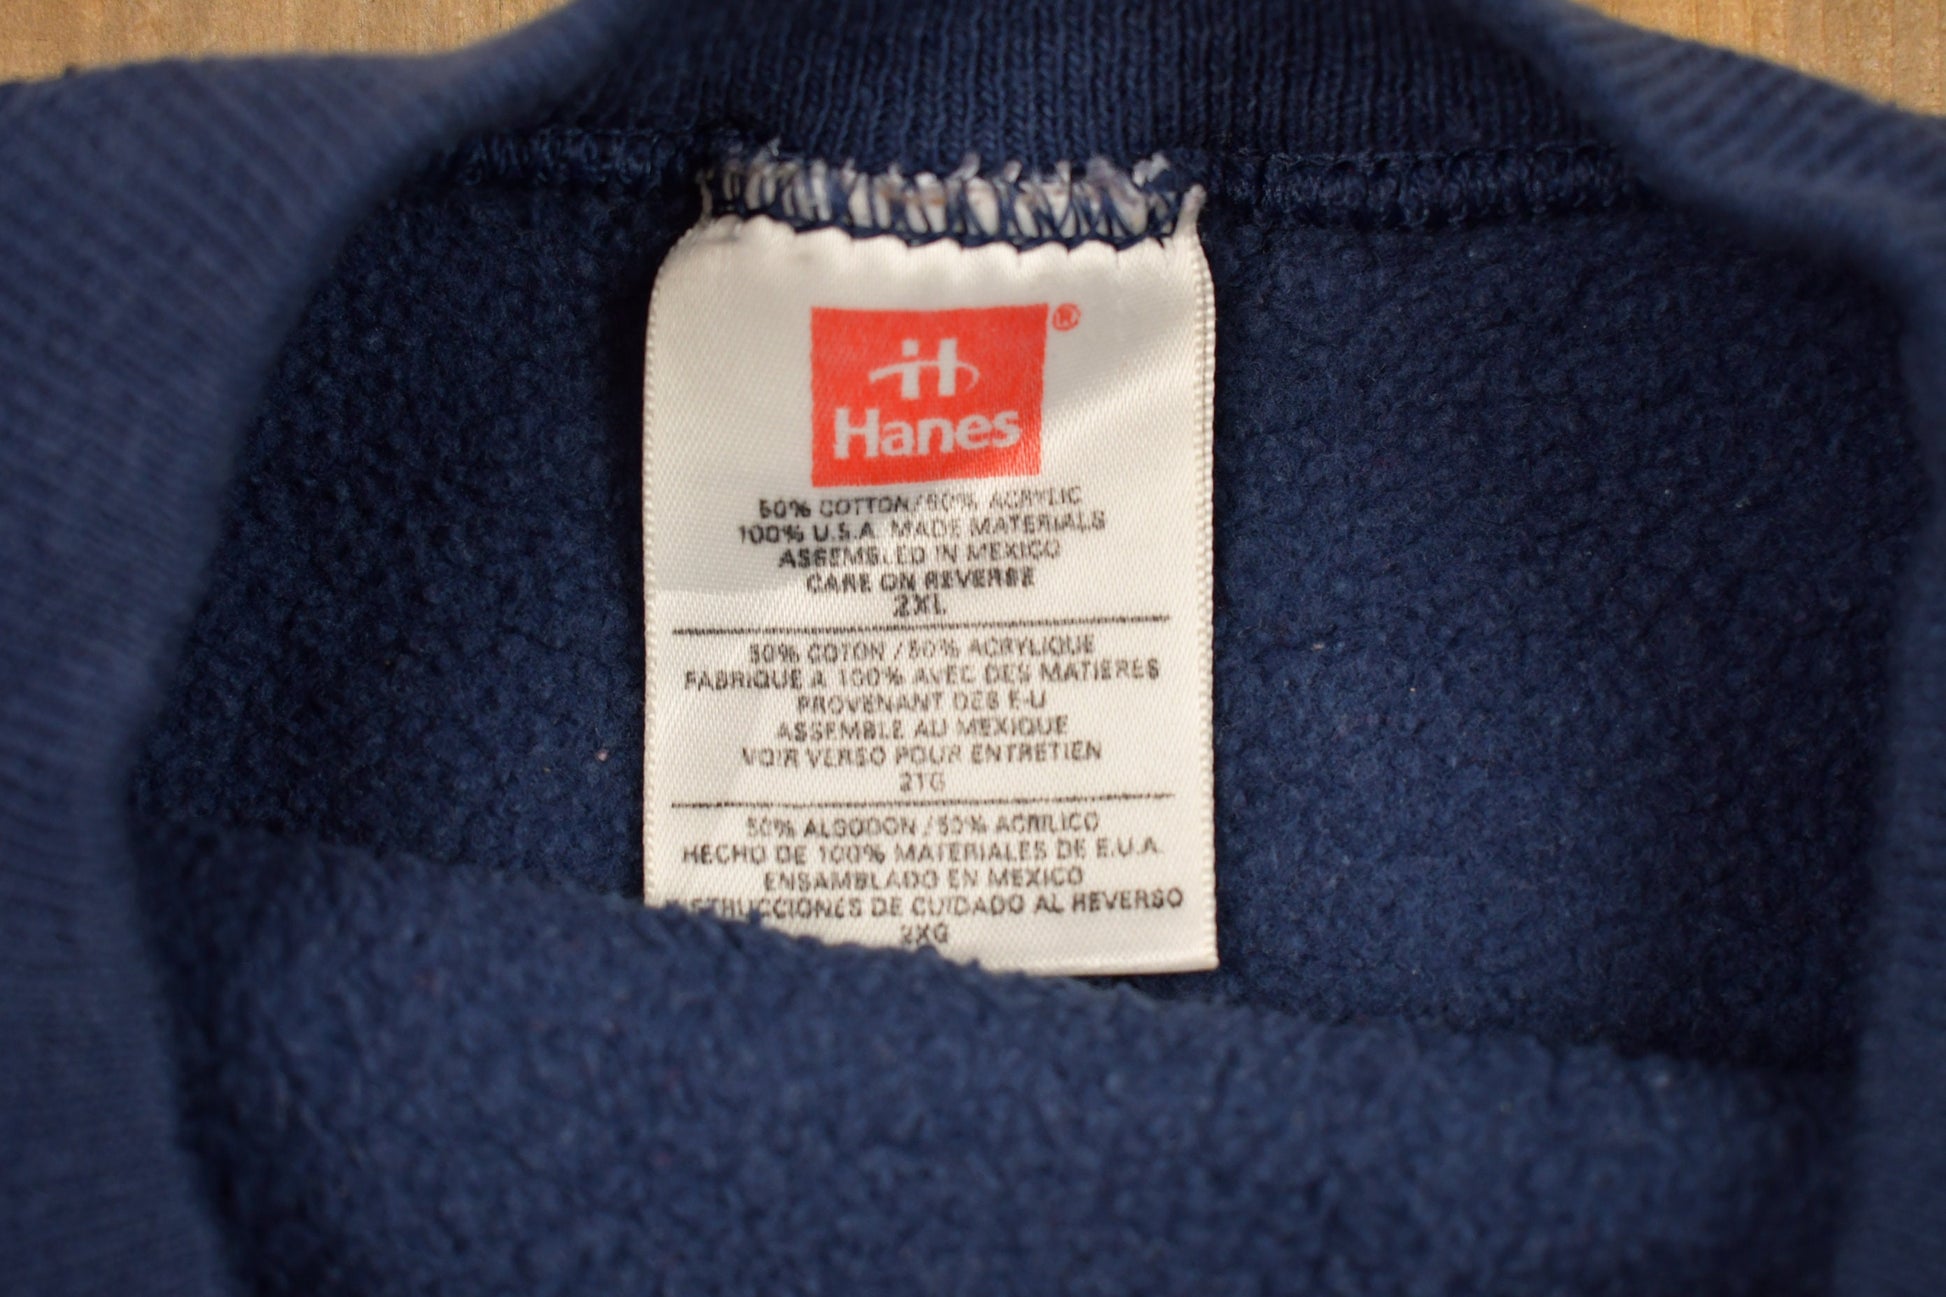 ®
Hanes
50% COTTON/50% ACRYLIC
100% U.S.A. MADE MATERIALS
ASSEMBLED IN MEXICO
CARE ON REVERSE
2XL
50% COTON / 50% ACRYLIQUE
FABRIQUE A 100% AVEC DES MATIERES
PROVENANT DES E-U
ASSEMBLE AU MEXIQUE
VOIR VERSO POUR ENTRETIEN
2TG
50% ALGODON / 50% ACRILICO
HECHO DE 100% MATERIALES DE E.U.A.
ENSAMBLADO EN MEXICO
INSTRUCCIONES DE CUIDADO AL REVERSO
2XG